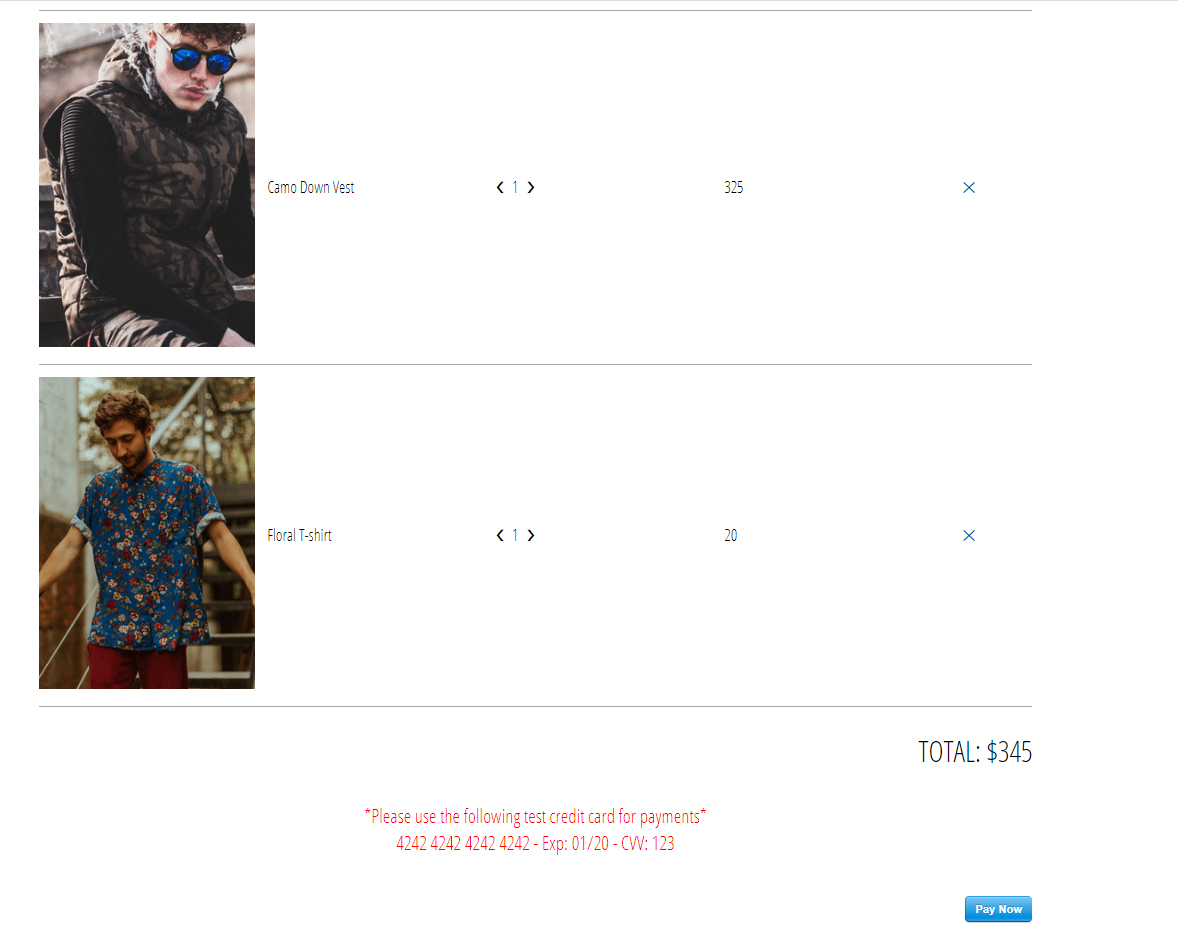 Camo Down Vest ❮ 1 ❯ 325 ✕
Floral T-shirt ❮ 1 ❯ 20 ✕
TOTAL: $345
*Please use the following test credit card for payments*
4242 4242 4242 4242 - Exp: 01/20 - CVV: 123
Pay Now